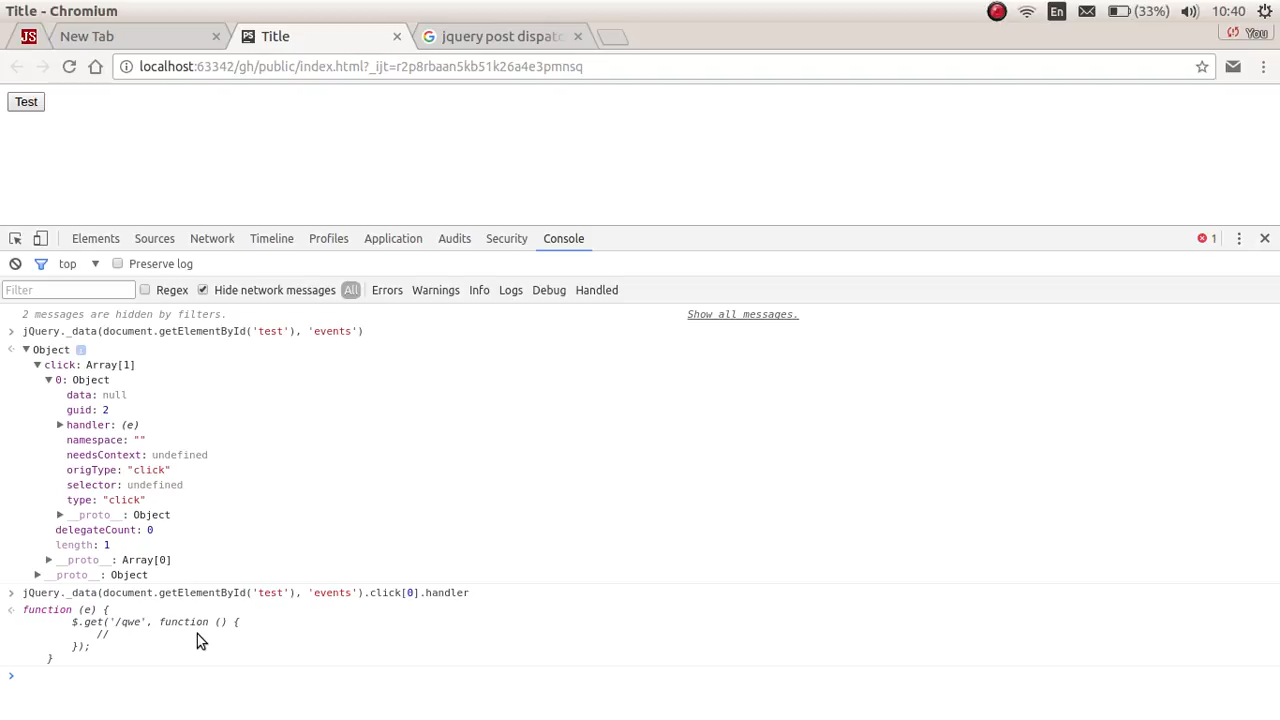 Title - Chromium
En
(33%)
10:40
JS
New Tab
PS
Title
G
jquery post dispatc
You
localhost:63342/gh/public/index.html?_ijt=r2p8rbaan5kb51k26a4e3pmnsq
Test
Elements
Sources
Network
Timeline
Profiles
Application
Audits
Security
Console
1
top
Preserve log
Filter
Regex
Hide network messages
All
Errors
Warnings
Info
Logs
Debug
Handled
2 messages are hidden by filters.
Show all messages.
jQuery._data(document.getElementById('test'), 'events')
Object i
click: Array[1]
0: Object
data: null
guid: 2
handler: (e)
namespace: ""
needsContext: undefined
origType: "click"
selector: undefined
type: "click"
__proto__: Object
delegateCount: 0
length: 1
__proto__: Array[0]
__proto__: Object
jQuery._data(document.getElementById('test'), 'events').click[0].handler
function (e) {
$.get('/qwe', function () {
//
});
}